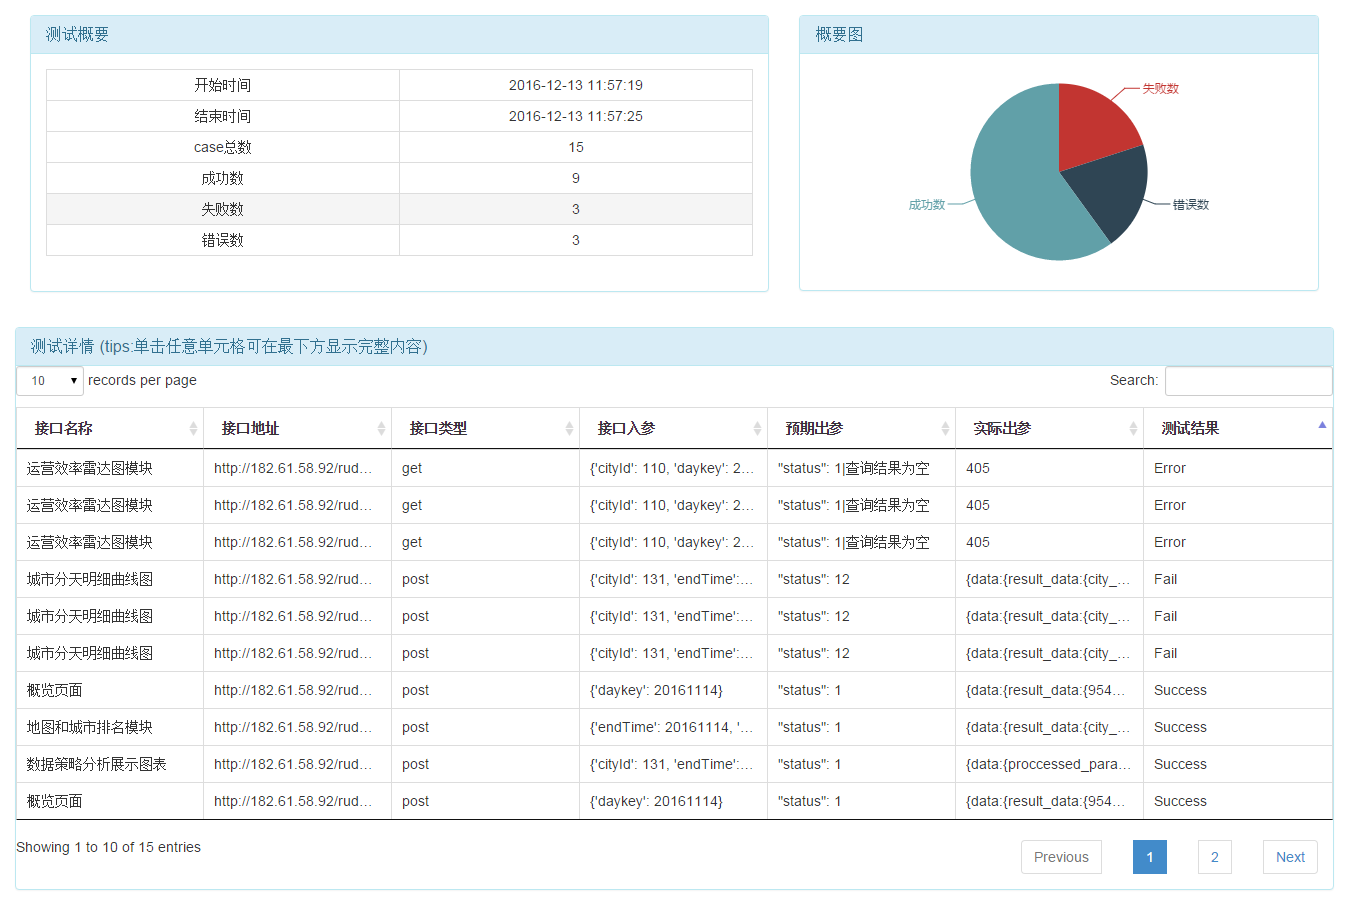 测试概要
开始时间 2016-12-13 11:57:19
结束时间 2016-12-13 11:57:25
case总数 15
成功数 9
失败数 3
错误数 3
概要图
失败数
成功数
错误数
测试详情 (tips:单击任意单元格可在最下方显示完整内容)
10 records per page
Search:
接口名称 接口地址 接口类型 接口入参 预期出参 实际出参 测试结果
运营效率雷达图模块 http://182.61.58.92/rud... get {'cityId': 110, 'daykey': 2... "status": 1|查询结果为空 405 Error
运营效率雷达图模块 http://182.61.58.92/rud... get {'cityId': 110, 'daykey': 2... "status": 1|查询结果为空 405 Error
运营效率雷达图模块 http://182.61.58.92/rud... get {'cityId': 110, 'daykey': 2... "status": 1|查询结果为空 405 Error
城市分天明细曲线图 http://182.61.58.92/rud... post {'cityId': 131, 'endTime':... "status": 12 {data:{result_data:{city_... Fail
城市分天明细曲线图 http://182.61.58.92/rud... post {'cityId': 131, 'endTime':... "status": 12 {data:{result_data:{city_... Fail
城市分天明细曲线图 http://182.61.58.92/rud... post {'cityId': 131, 'endTime':... "status": 12 {data:{result_data:{city_... Fail
概览页面 http://182.61.58.92/rud... post {'daykey': 20161114} "status": 1 {data:{result_data:{954... Success
地图和城市排名模块 http://182.61.58.92/rud... post {'endTime': 20161114, '... "status": 1 {data:{result_data:{city_... Success
数据策略分析展示图表 http://182.61.58.92/rud... post {'cityId': 131, 'endTime':... "status": 1 {data:{proccessed_para... Success
概览页面 http://182.61.58.92/rud... post {'daykey': 20161114} "status": 1 {data:{result_data:{954... Success
Showing 1 to 10 of 15 entries
Previous 1 2 Next